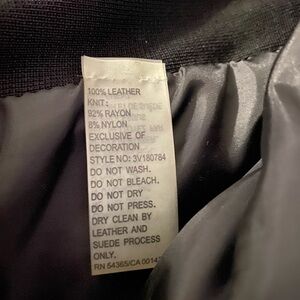 100% LEATHER
KNIT:
92% RAYON
8% NYLON
EXCLUSIVE OF
DECORATION
STYLE NO: 3V180784
DO NOT WASH.
DO NOT BLEACH.
DO NOT DRY
DO NOT PRESS.
DRY CLEAN BY
LEATHER AND
SUEDE PROCESS
ONLY.
RN 54365/CA 0014